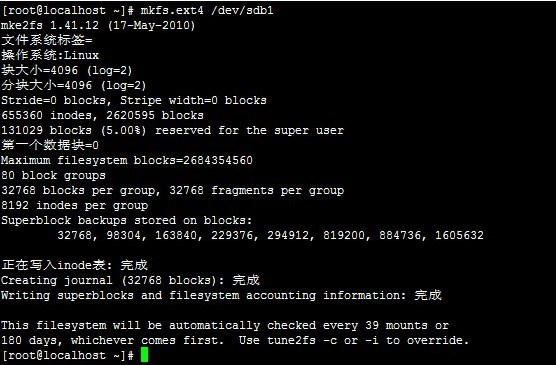 [root@localhost ~]# mkfs.ext4 /dev/sdb1
mke2fs 1.41.12 (17-May-2010)
文件系统标签=
操作系统:Linux
块大小=4096 (log=2)
分块大小=4096 (log=2)
Stride=0 blocks, Stripe width=0 blocks
655360 inodes, 2620595 blocks
131029 blocks (5.00%) reserved for the super user
第一个数据块=0
Maximum filesystem blocks=2684354560
80 block groups
32768 blocks per group, 32768 fragments per group
8192 inodes per group
Superblock backups stored on blocks:
32768, 98304, 163840, 229376, 294912, 819200, 884736, 1605632
正在写入inode表: 完成
Creating journal (32768 blocks): 完成
Writing superblocks and filesystem accounting information: 完成
This filesystem will be automatically checked every 39 mounts or
180 days, whichever comes first.  Use tune2fs -c or -i to override.
[root@localhost ~]#